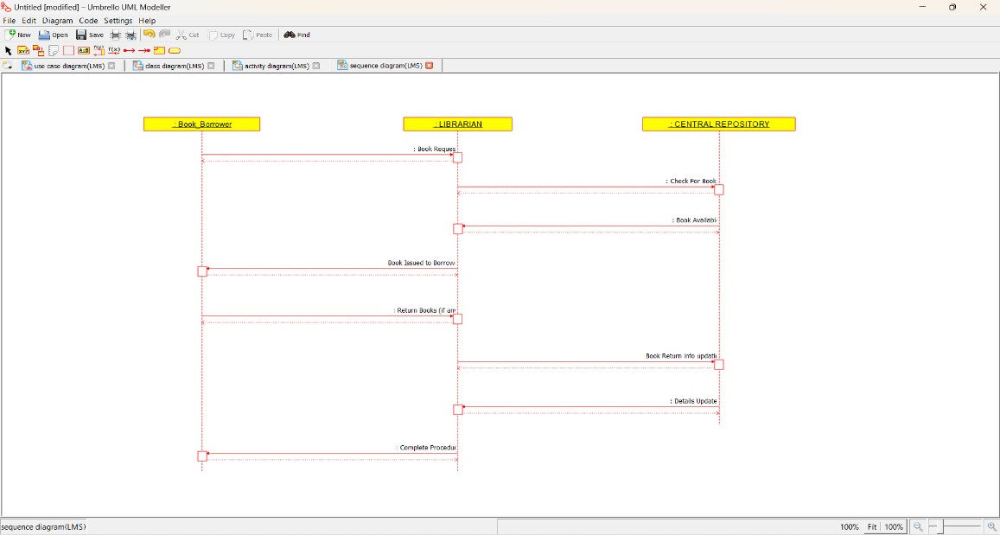 Untitled [modified] – Umbrello UML Modeller
File Edit Diagram Code Settings Help
New Open Save Cut Copy Paste Find
use case diagram(LMS) class diagram(LMS) activity diagram(LMS) sequence diagram(LMS)
: Book_Borrower : LIBRARIAN : CENTRAL REPOSITORY
: Book Reques
: Check For Book
: Book Availabl
Book Issued to Borrow
: Return Books (if an
Book Return info updat
: Details Update
: Complete Procedu
sequence diagram(LMS) 100% Fit 100%